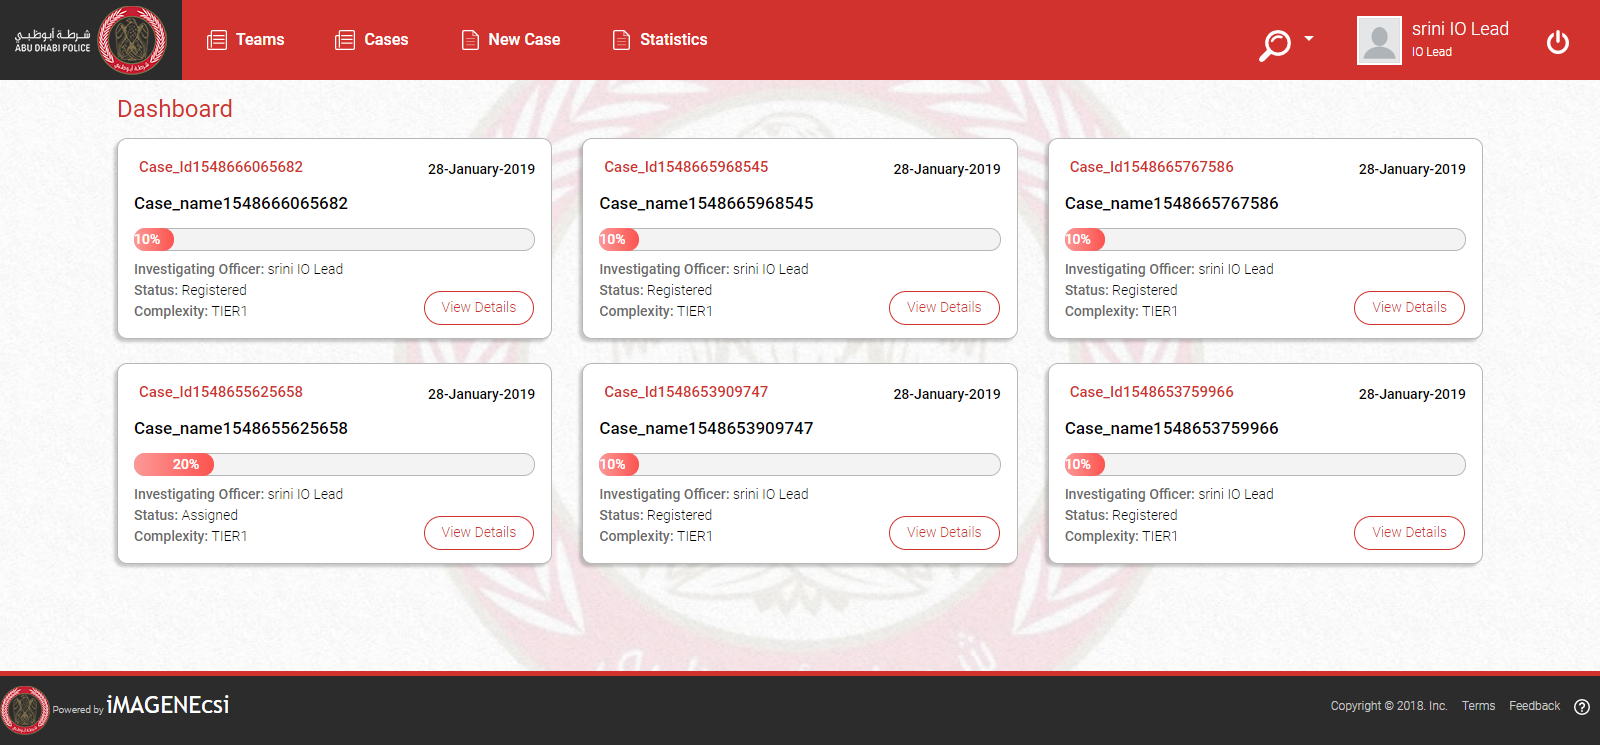 شرطة أبوظبي
ABU DHABI POLICE
Teams
Cases
New Case
Statistics
srini IO Lead
IO Lead
Dashboard
Case_Id1548666065682
28-January-2019
Case_name1548666065682
10%
Investigating Officer: srini IO Lead
Status: Registered
Complexity: TIER1
View Details
Case_Id1548665968545
28-January-2019
Case_name1548665968545
10%
Investigating Officer: srini IO Lead
Status: Registered
Complexity: TIER1
View Details
Case_Id1548665767586
28-January-2019
Case_name1548665767586
10%
Investigating Officer: srini IO Lead
Status: Registered
Complexity: TIER1
View Details
Case_Id1548655625658
28-January-2019
Case_name1548655625658
20%
Investigating Officer: srini IO Lead
Status: Assigned
Complexity: TIER1
View Details
Case_Id1548653909747
28-January-2019
Case_name1548653909747
10%
Investigating Officer: srini IO Lead
Status: Registered
Complexity: TIER1
View Details
Case_Id1548653759966
28-January-2019
Case_name1548653759966
10%
Investigating Officer: srini IO Lead
Status: Registered
Complexity: TIER1
View Details
Powered by iMAGENEcsi
Copyright © 2018. Inc.
Terms
Feedback